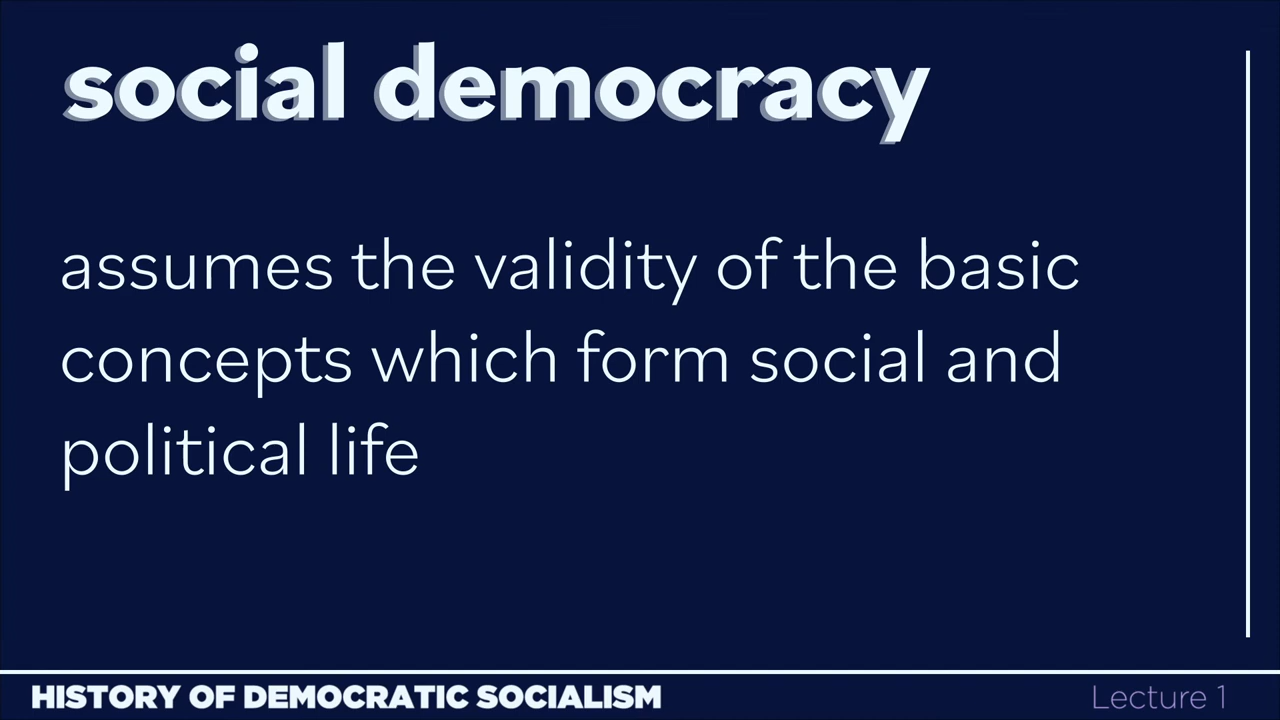 social democracy
assumes the validity of the basic
concepts which form social and
political life
HISTORY OF DEMOCRATIC SOCIALISM
Lecture 1